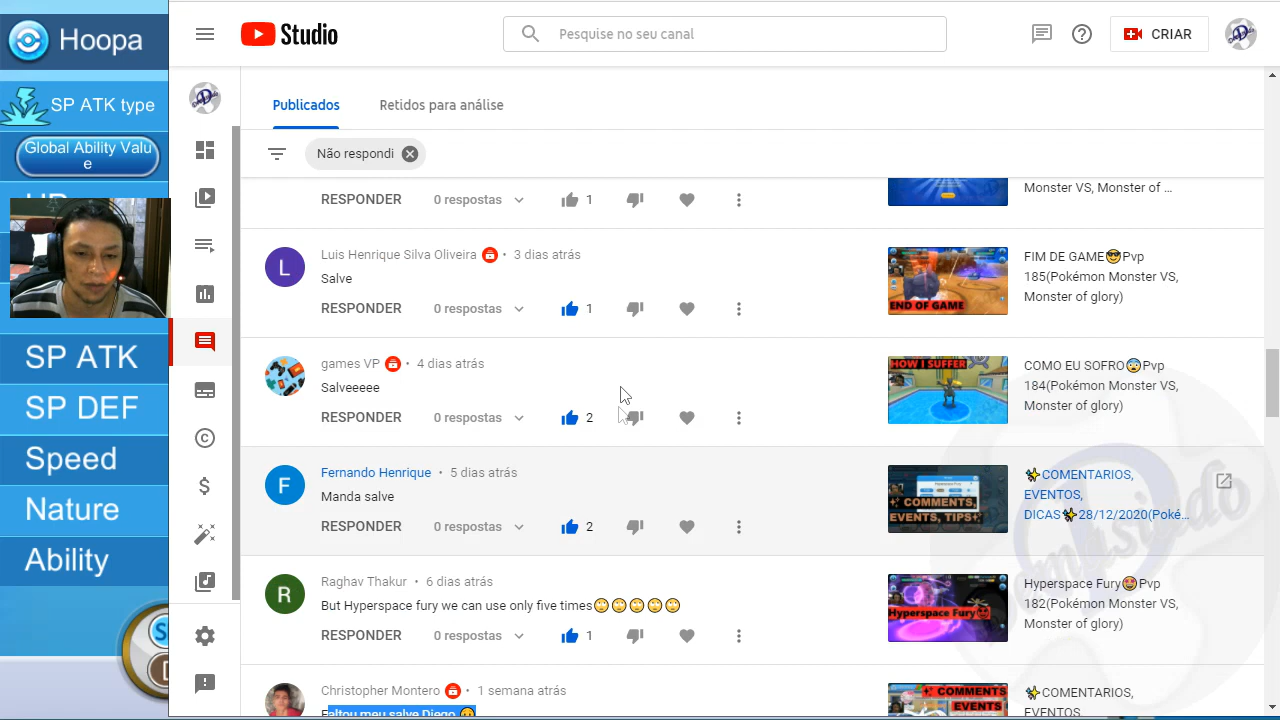 Hoopa
SP ATK type
Global Ability Valu
e
SP ATK
SP DEF
Speed
Nature
Ability
Studio
Pesquise no seu canal
CRIAR
Publicados
Retidos para análise
Não respondi
RESPONDER
0 respostas
1
Monster VS, Monster of ...
Luis Henrique Silva Oliveira • 3 dias atrás
Salve
RESPONDER
0 respostas
1
END OF GAME
FIM DE GAME😎Pvp
185(Pokémon Monster VS,
Monster of glory)
games VP • 4 dias atrás
Salveeeee
RESPONDER
0 respostas
2
HOW I SUFFER
COMO EU SOFRO😨Pvp
184(Pokémon Monster VS,
Monster of glory)
Fernando Henrique • 5 dias atrás
Manda salve
RESPONDER
0 respostas
2
✨COMMENTS,
EVENTS, TIPS✨
✨COMENTARIOS,
EVENTOS,
DICAS✨28/12/2020(Poké...
Raghav Thakur • 6 dias atrás
But Hyperspace fury we can use only five times🙄🙄🙄🙄🙄
RESPONDER
0 respostas
1
Hyperspace Fury😍
Hyperspace Fury😍Pvp
182(Pokémon Monster VS,
Monster of glory)
Christopher Montero • 1 semana atrás
Faltou meu salve Diego
COMMENTS
EVENTS
✨COMENTARIOS,
EVENTOS,